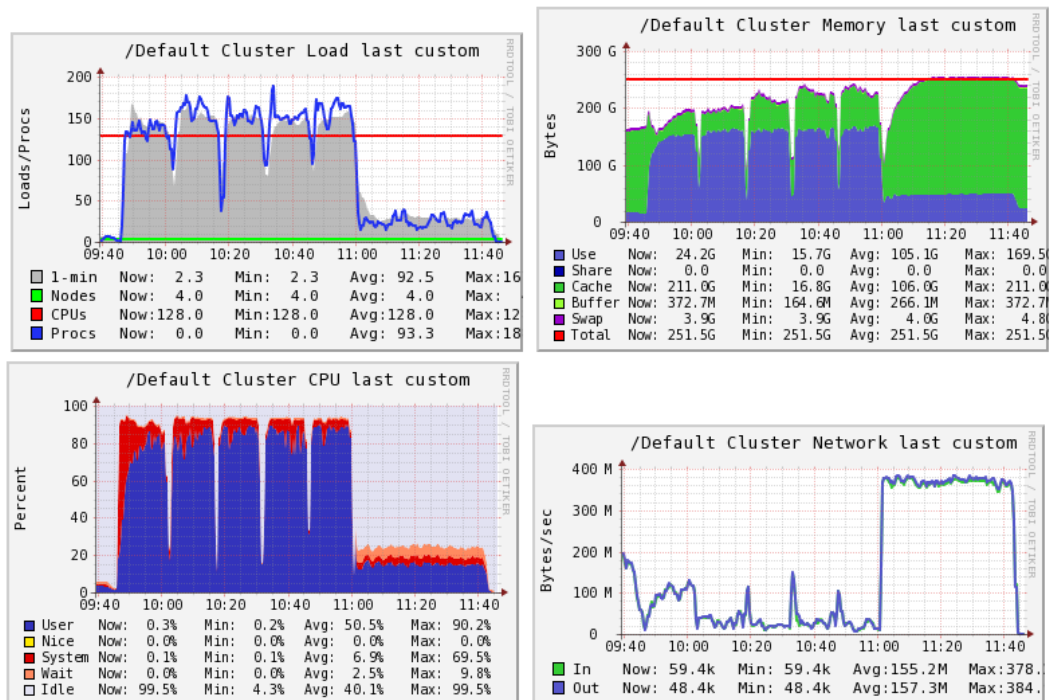 /Default Cluster Load last custom
RRDTOOL / TOBI OETIKER
Loads/Procs
200
150
100
50
0
09:40 10:00 10:20 10:40 11:00 11:20 11:40
1-min Now: 2.3 Min: 2.3 Avg: 92.5 Max:16
Nodes Now: 4.0 Min: 4.0 Avg: 4.0 Max:
CPUs Now:128.0 Min:128.0 Avg:128.0 Max:12
Procs Now: 0.0 Min: 0.0 Avg: 93.3 Max:18
/Default Cluster Memory last custom
RRDTOOL / TOBI OETIKER
Bytes
300 G
200 G
100 G
0
09:40 10:00 10:20 10:40 11:00 11:20 11:40
Use Now: 24.2G Min: 15.7G Avg: 105.1G Max: 169.5
Share Now: 0.0 Min: 0.0 Avg: 0.0 Max: 0.0
Cache Now: 211.0G Min: 16.8G Avg: 106.0G Max: 211.0
Buffer Now: 372.7M Min: 164.6M Avg: 266.1M Max: 372.7
Swap Now: 3.9G Min: 3.9G Avg: 4.0G Max: 4.8
Total Now: 251.5G Min: 251.5G Avg: 251.5G Max: 251.5
/Default Cluster CPU last custom
RRDTOOL / TOBI OETIKER
Percent
100
80
60
40
20
0
09:40 10:00 10:20 10:40 11:00 11:20 11:40
User Now: 0.3% Min: 0.2% Avg: 50.5% Max: 90.2%
Nice Now: 0.0% Min: 0.0% Avg: 0.0% Max: 0.0%
System Now: 0.1% Min: 0.1% Avg: 6.9% Max: 69.5%
Wait Now: 0.0% Min: 0.0% Avg: 2.5% Max: 9.8%
Idle Now: 99.5% Min: 4.3% Avg: 40.1% Max: 99.5%
/Default Cluster Network last custom
RRDTOOL / TOBI OETIKER
Bytes/sec
400 M
300 M
200 M
100 M
0
09:40 10:00 10:20 10:40 11:00 11:20 11:40
In Now: 59.4k Min: 59.4k Avg:155.2M Max:378.
Out Now: 48.4k Min: 48.4k Avg:157.3M Max:384.